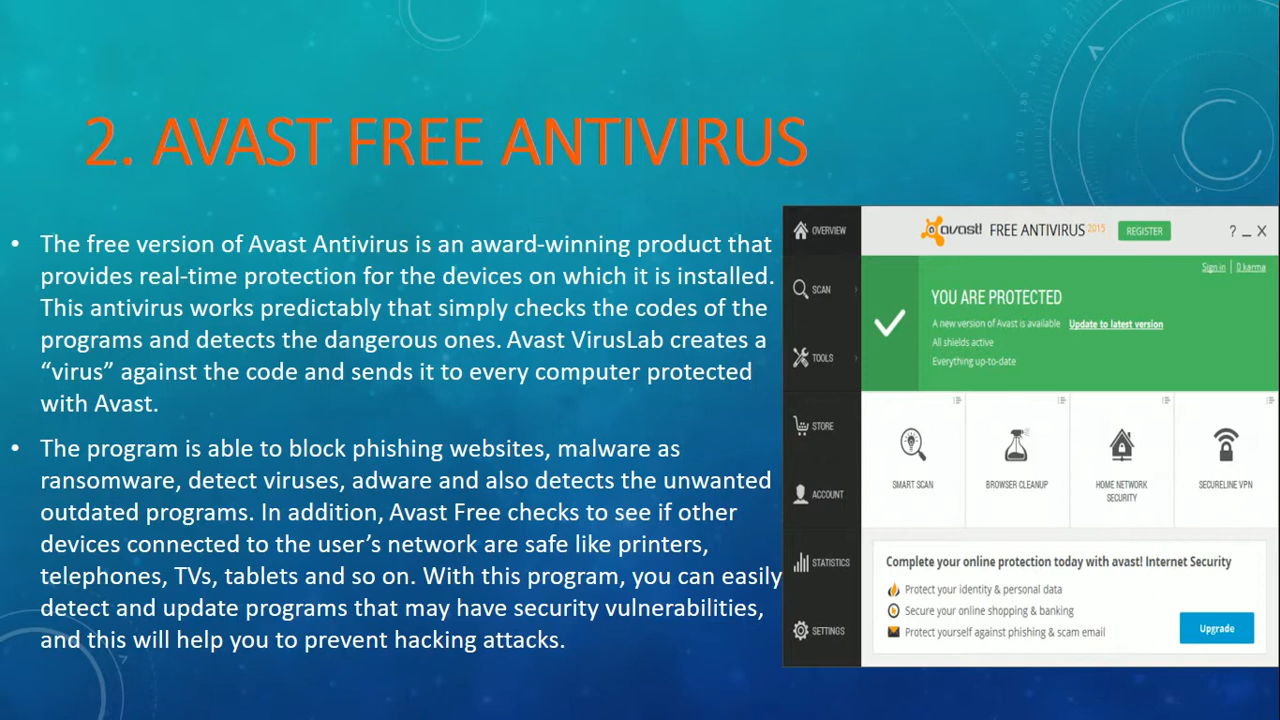 2. AVAST FREE ANTIVIRUS
• The free version of Avast Antivirus is an award-winning product that
provides real-time protection for the devices on which it is installed.
This antivirus works predictably that simply checks the codes of the
programs and detects the dangerous ones. Avast VirusLab creates a
“virus” against the code and sends it to every computer protected
with Avast.
• The program is able to block phishing websites, malware as
ransomware, detect viruses, adware and also detects the unwanted
outdated programs. In addition, Avast Free checks to see if other
devices connected to the user’s network are safe like printers,
telephones, TVs, tablets and so on. With this program, you can easily
detect and update programs that may have security vulnerabilities,
and this will help you to prevent hacking attacks.
OVERVIEW
SCAN
TOOLS
STORE
ACCOUNT
STATISTICS
SETTINGS
avast! FREE ANTIVIRUS 2015 REGISTER ? _ X
Sign in | 0 karma
YOU ARE PROTECTED
A new version of Avast is available Update to latest version
All shields active
Everything up-to-date
SMART SCAN
BROWSER CLEANUP
HOME NETWORK
SECURITY
SECURELINE VPN
Complete your online protection today with avast! Internet Security
Protect your identity & personal data
Secure your online shopping & banking
Protect yourself against phishing & scam email
Upgrade